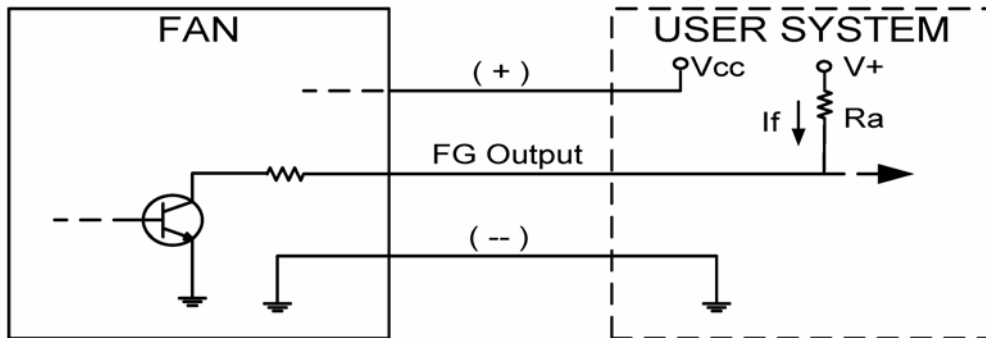 FAN
USER SYSTEM
( + )
Vcc
V+
If
Ra
FG Output
( -- )